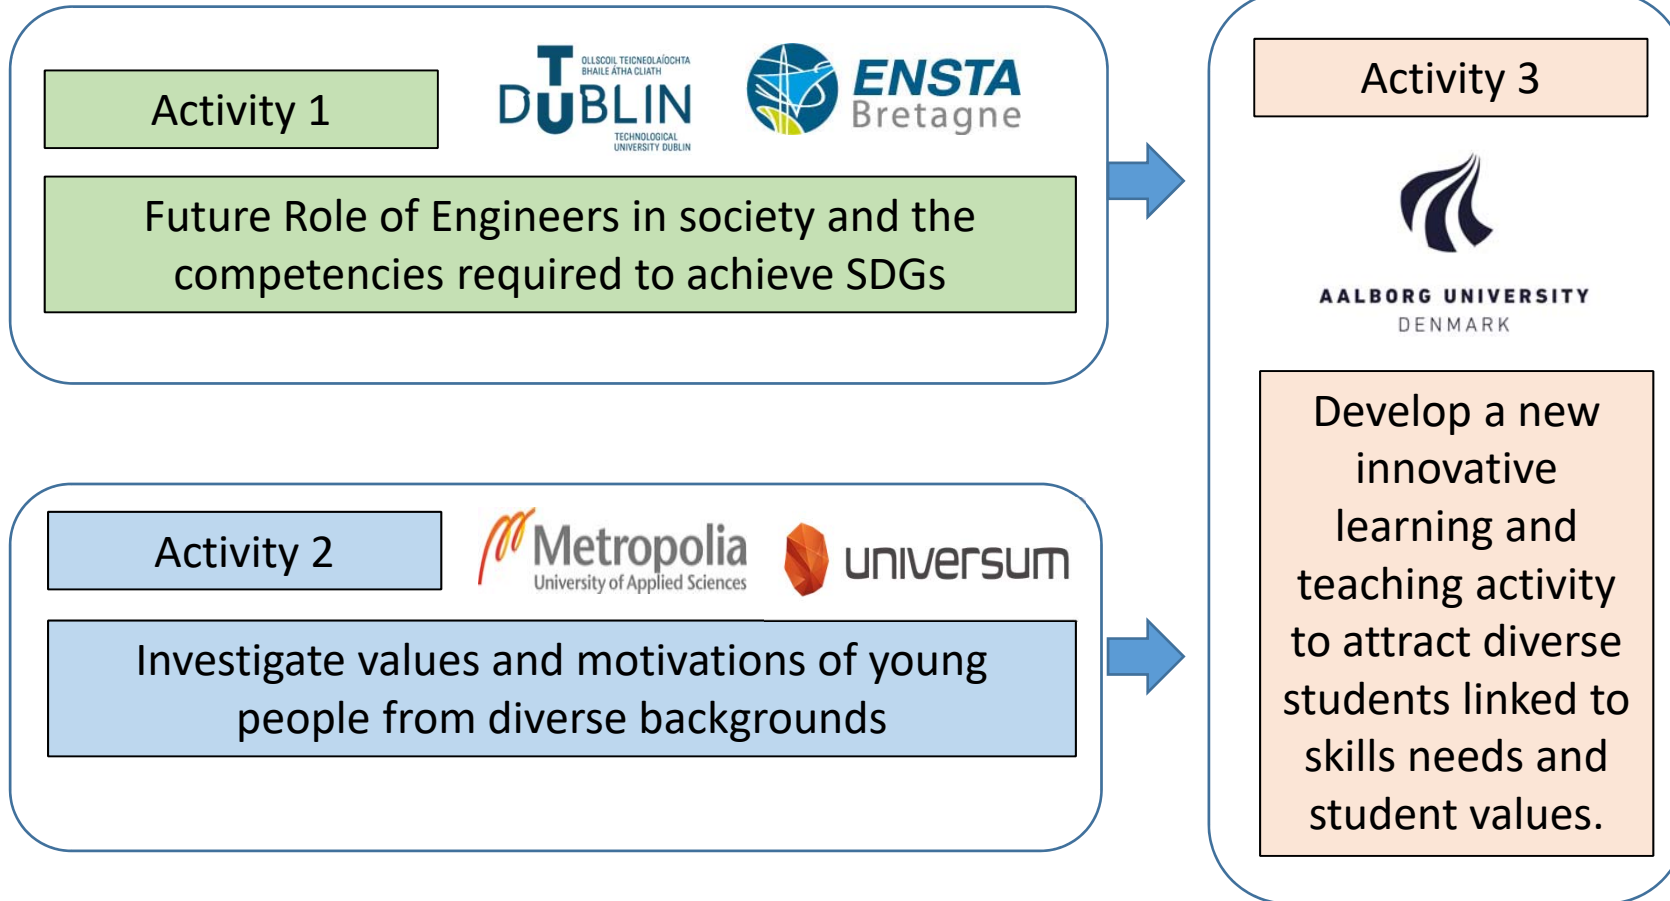 Activity 1
OLLSCOIL TEICNEOLAÍOCHTA
BHAILE ÁTHA CLIATH
TU DUBLIN
TECHNOLOGICAL
UNIVERSITY DUBLIN
ENSTA
Bretagne
Future Role of Engineers in society and the
competencies required to achieve SDGs
Activity 2
Metropolia
University of Applied Sciences
universum
Investigate values and motivations of young
people from diverse backgrounds
Activity 3
AALBORG UNIVERSITY
DENMARK
Develop a new
innovative
learning and
teaching activity
to attract diverse
students linked to
skills needs and
student values.